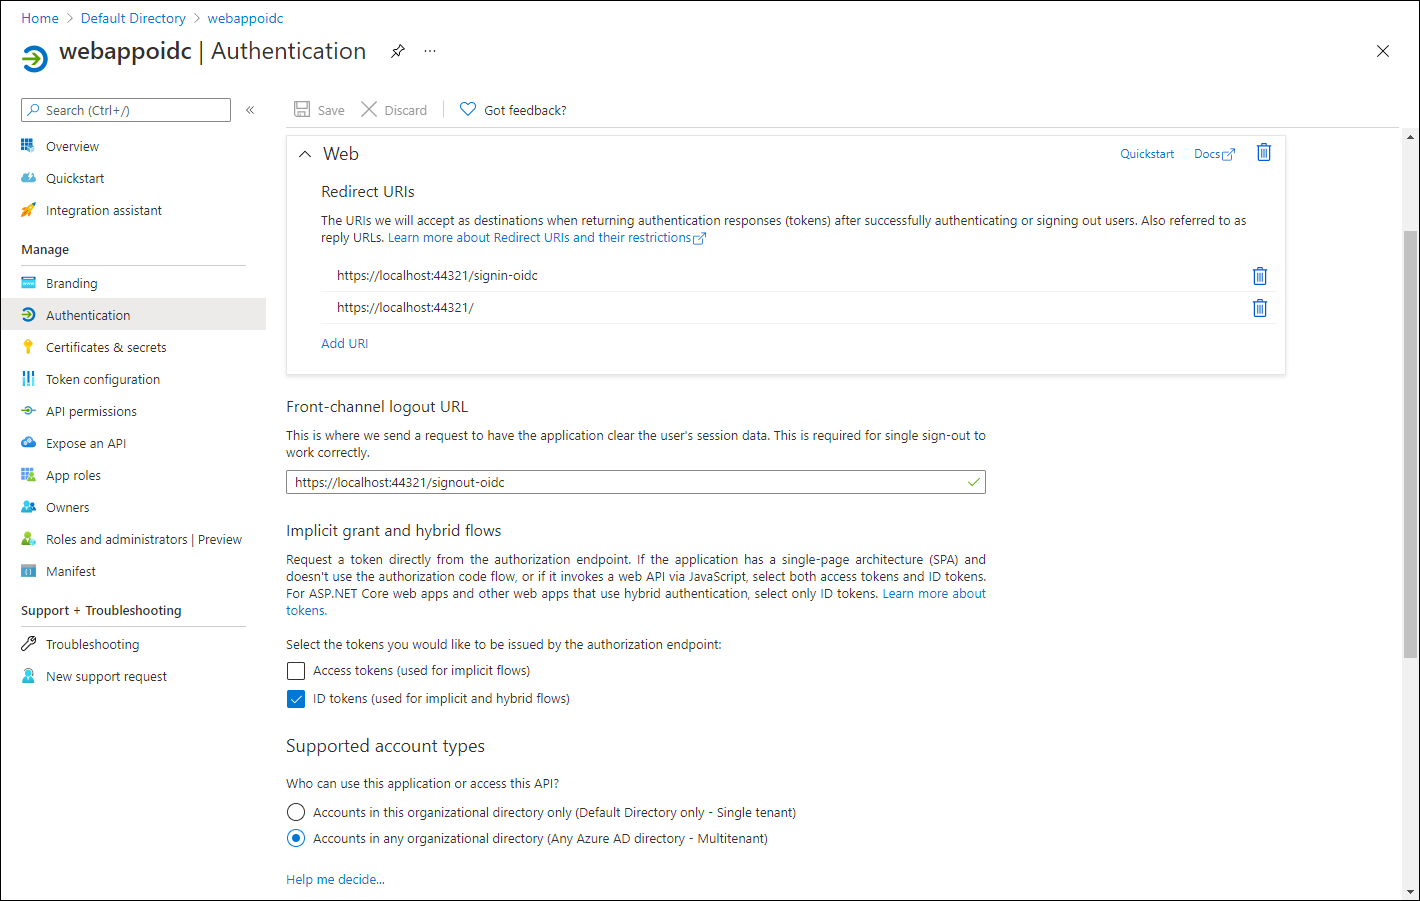 Home > Default Directory > webappoidc
webappoidc | Authentication
Search (Ctrl+/)
Overview
Quickstart
Integration assistant
Manage
Branding
Authentication
Certificates & secrets
Token configuration
API permissions
Expose an API
App roles
Owners
Roles and administrators | Preview
Manifest
Support + Troubleshooting
Troubleshooting
New support request
Save Discard Got feedback?
Web Quickstart Docs
Redirect URIs
The URIs we will accept as destinations when returning authentication responses (tokens) after successfully authenticating or signing out users. Also referred to as
reply URLs. Learn more about Redirect URIs and their restrictions
https://localhost:44321/signin-oidc
https://localhost:44321/
Add URI
Front-channel logout URL
This is where we send a request to have the application clear the user's session data. This is required for single sign-out to
work correctly.
https://localhost:44321/signout-oidc
Implicit grant and hybrid flows
Request a token directly from the authorization endpoint. If the application has a single-page architecture (SPA) and
doesn't use the authorization code flow, or if it invokes a web API via JavaScript, select both access tokens and ID tokens.
For ASP.NET Core web apps and other web apps that use hybrid authentication, select only ID tokens. Learn more about
tokens.
Select the tokens you would like to be issued by the authorization endpoint:
Access tokens (used for implicit flows)
ID tokens (used for implicit and hybrid flows)
Supported account types
Who can use this application or access this API?
Accounts in this organizational directory only (Default Directory only - Single tenant)
Accounts in any organizational directory (Any Azure AD directory - Multitenant)
Help me decide...